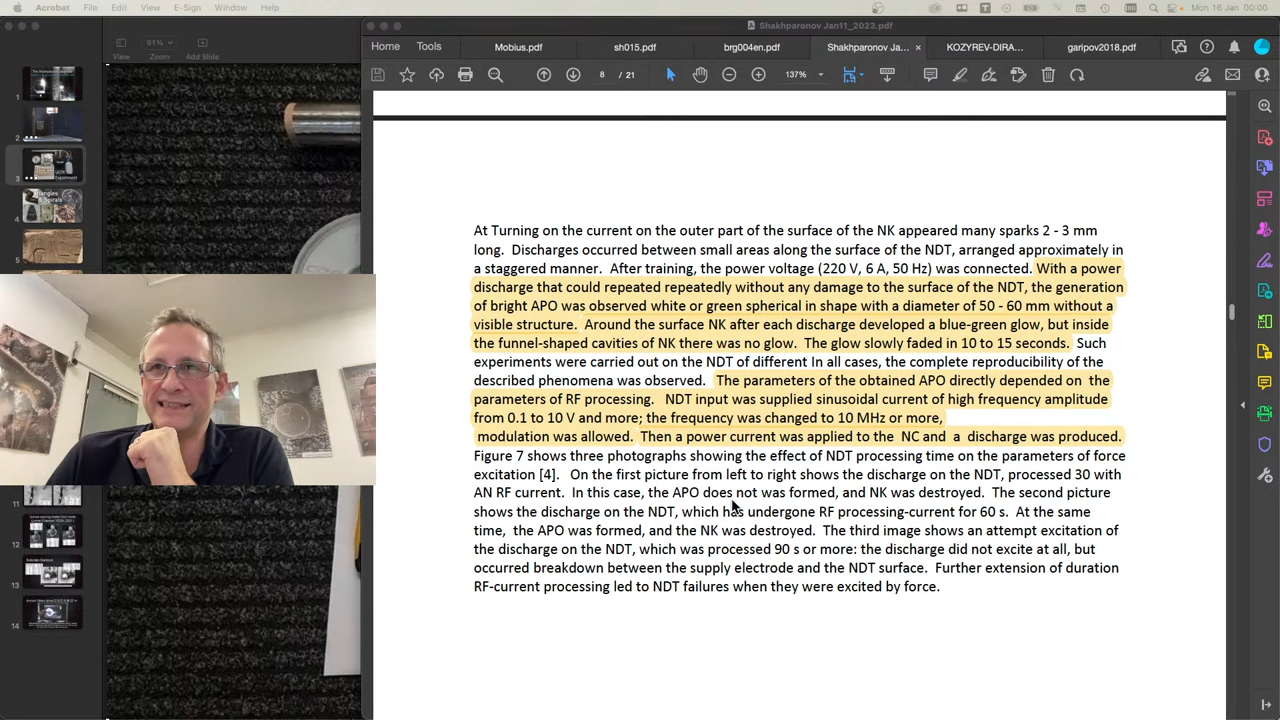 Acrobat File Edit View E-Sign Window Help
Mon 16 Jan 00:00
Shakhparonov Jan11_2023.pdf
91%
View Zoom Add Slide
Home Tools Mobius.pdf sh015.pdf brg004en.pdf Shakhparonov Ja... × KOZYREV-DIRA... garipov2018.pdf
8 / 21 137%
1
2
3
Experiment
4
& Spirals
5
11
12
13
14
At Turning on the current on the outer part of the surface of the NK appeared many sparks 2 - 3 mm
long. Discharges occurred between small areas along the surface of the NDT, arranged approximately in
a staggered manner. After training, the power voltage (220 V, 6 A, 50 Hz) was connected. With a power
discharge that could repeated repeatedly without any damage to the surface of the NDT, the generation
of bright APO was observed white or green spherical in shape with a diameter of 50 - 60 mm without a
visible structure. Around the surface NK after each discharge developed a blue-green glow, but inside
the funnel-shaped cavities of NK there was no glow. The glow slowly faded in 10 to 15 seconds. Such
experiments were carried out on the NDT of different In all cases, the complete reproducibility of the
described phenomena was observed. The parameters of the obtained APO directly depended on the
parameters of RF processing. NDT input was supplied sinusoidal current of high frequency amplitude
from 0.1 to 10 V and more; the frequency was changed to 10 MHz or more,
modulation was allowed. Then a power current was applied to the NC and a discharge was produced.
Figure 7 shows three photographs showing the effect of NDT processing time on the parameters of force
excitation [4]. On the first picture from left to right shows the discharge on the NDT, processed 30 with
AN RF current. In this case, the APO does not was formed, and NK was destroyed. The second picture
shows the discharge on the NDT, which has undergone RF processing-current for 60 s. At the same
time, the APO was formed, and the NK was destroyed. The third image shows an attempt excitation of
the discharge on the NDT, which was processed 90 s or more: the discharge did not excite at all, but
occurred breakdown between the supply electrode and the NDT surface. Further extension of duration
RF-current processing led to NDT failures when they were excited by force.